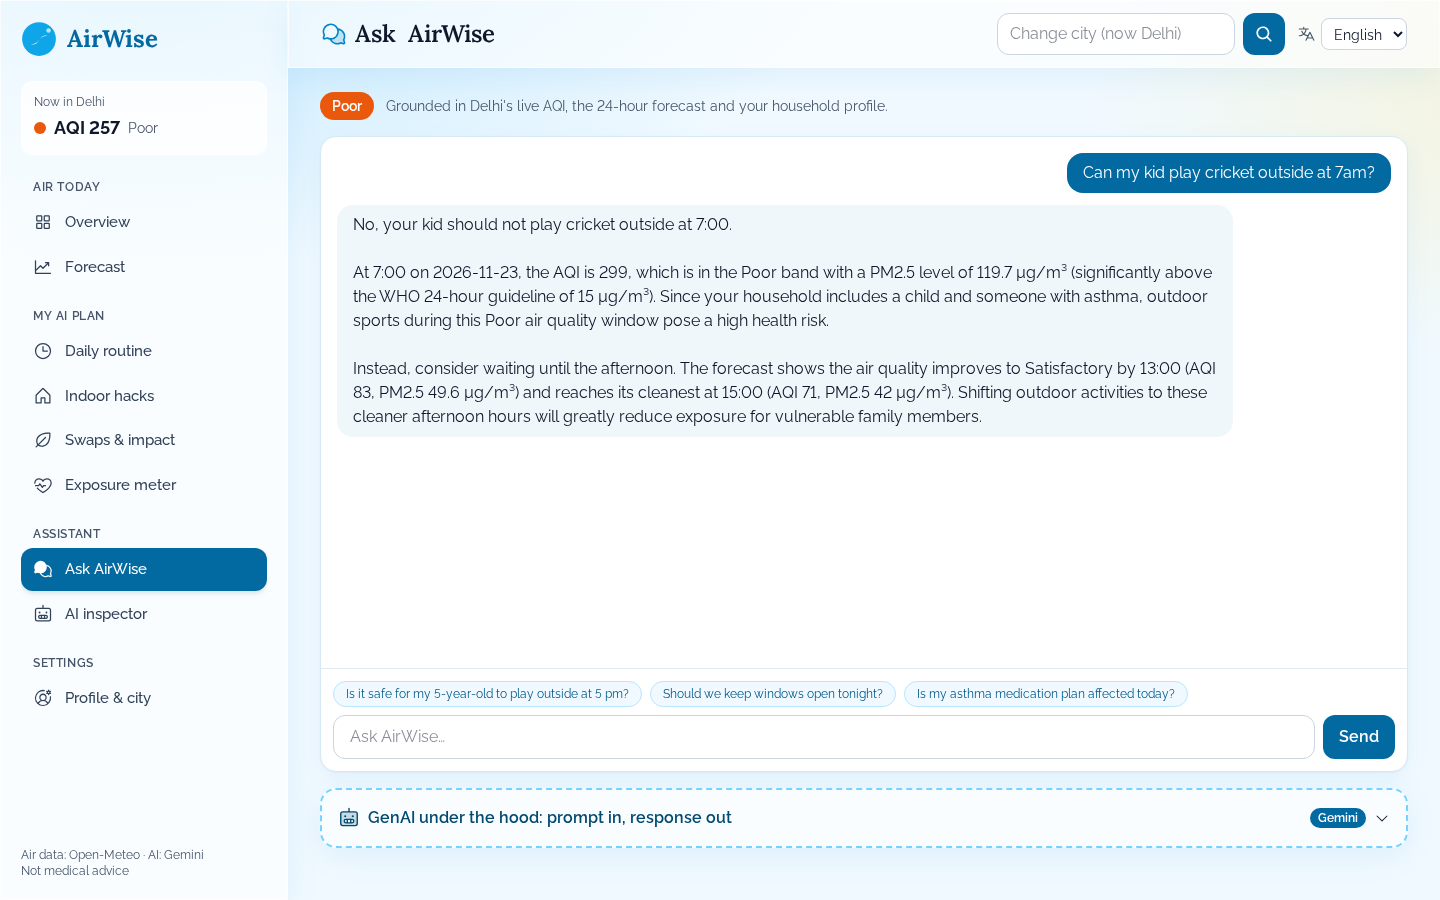 AirWise
Now in Delhi
AQI 257 Poor
AIR TODAY
Overview
Forecast
MY AI PLAN
Daily routine
Indoor hacks
Swaps & impact
Exposure meter
ASSISTANT
Ask AirWise
AI inspector
SETTINGS
Profile & city
Air data: Open-Meteo · AI: Gemini
Not medical advice
Ask AirWise
Change city (now Delhi)
English
Poor
Grounded in Delhi's live AQI, the 24-hour forecast and your household profile.
Can my kid play cricket outside at 7am?
No, your kid should not play cricket outside at 7:00.
At 7:00 on 2026-11-23, the AQI is 299, which is in the Poor band with a PM2.5 level of 119.7 µg/m³ (significantly above
the WHO 24-hour guideline of 15 µg/m³). Since your household includes a child and someone with asthma, outdoor
sports during this Poor air quality window pose a high health risk.
Instead, consider waiting until the afternoon. The forecast shows the air quality improves to Satisfactory by 13:00 (AQI
83, PM2.5 49.6 µg/m³) and reaches its cleanest at 15:00 (AQI 71, PM2.5 42 µg/m³). Shifting outdoor activities to these
cleaner afternoon hours will greatly reduce exposure for vulnerable family members.
Is it safe for my 5-year-old to play outside at 5 pm?
Should we keep windows open tonight?
Is my asthma medication plan affected today?
Ask AirWise…
Send
GenAI under the hood: prompt in, response out
Gemini